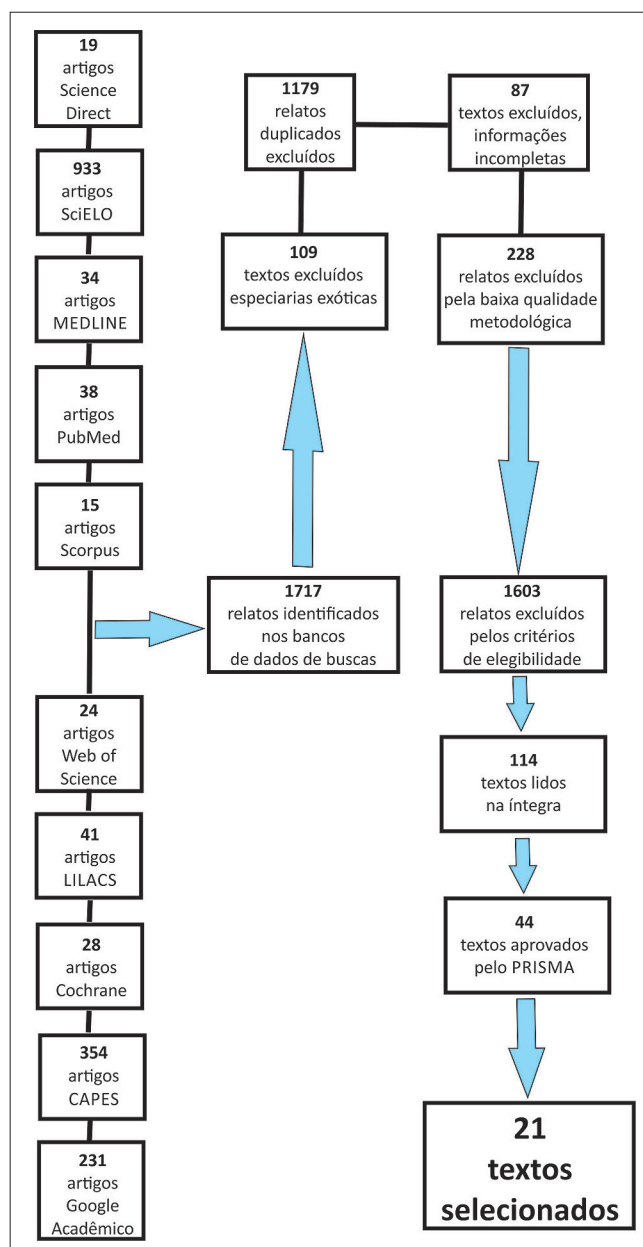 19
artigos
Science
Direct
933
artigos
SciELO
34
artigos
MEDLINE
38
artigos
PubMed
15
artigos
Scorpus
24
artigos
Web of
Science
41
artigos
LILACS
28
artigos
Cochrane
354
artigos
CAPES
231
artigos
Google
Acadêmico
1717
relatos identificados
nos bancos
de dados de buscas
109
textos excluídos
especiarias exóticas
1179
relatos
duplicados
excluídos
87
textos excluídos,
informações
incompletas
228
relatos excluídos
pela baixa qualidade
metodológica
1603
relatos excluídos
pelos critérios
de elegibilidade
114
textos lidos
na íntegra
44
textos aprovados
pelo PRISMA
21
textos
selecionados